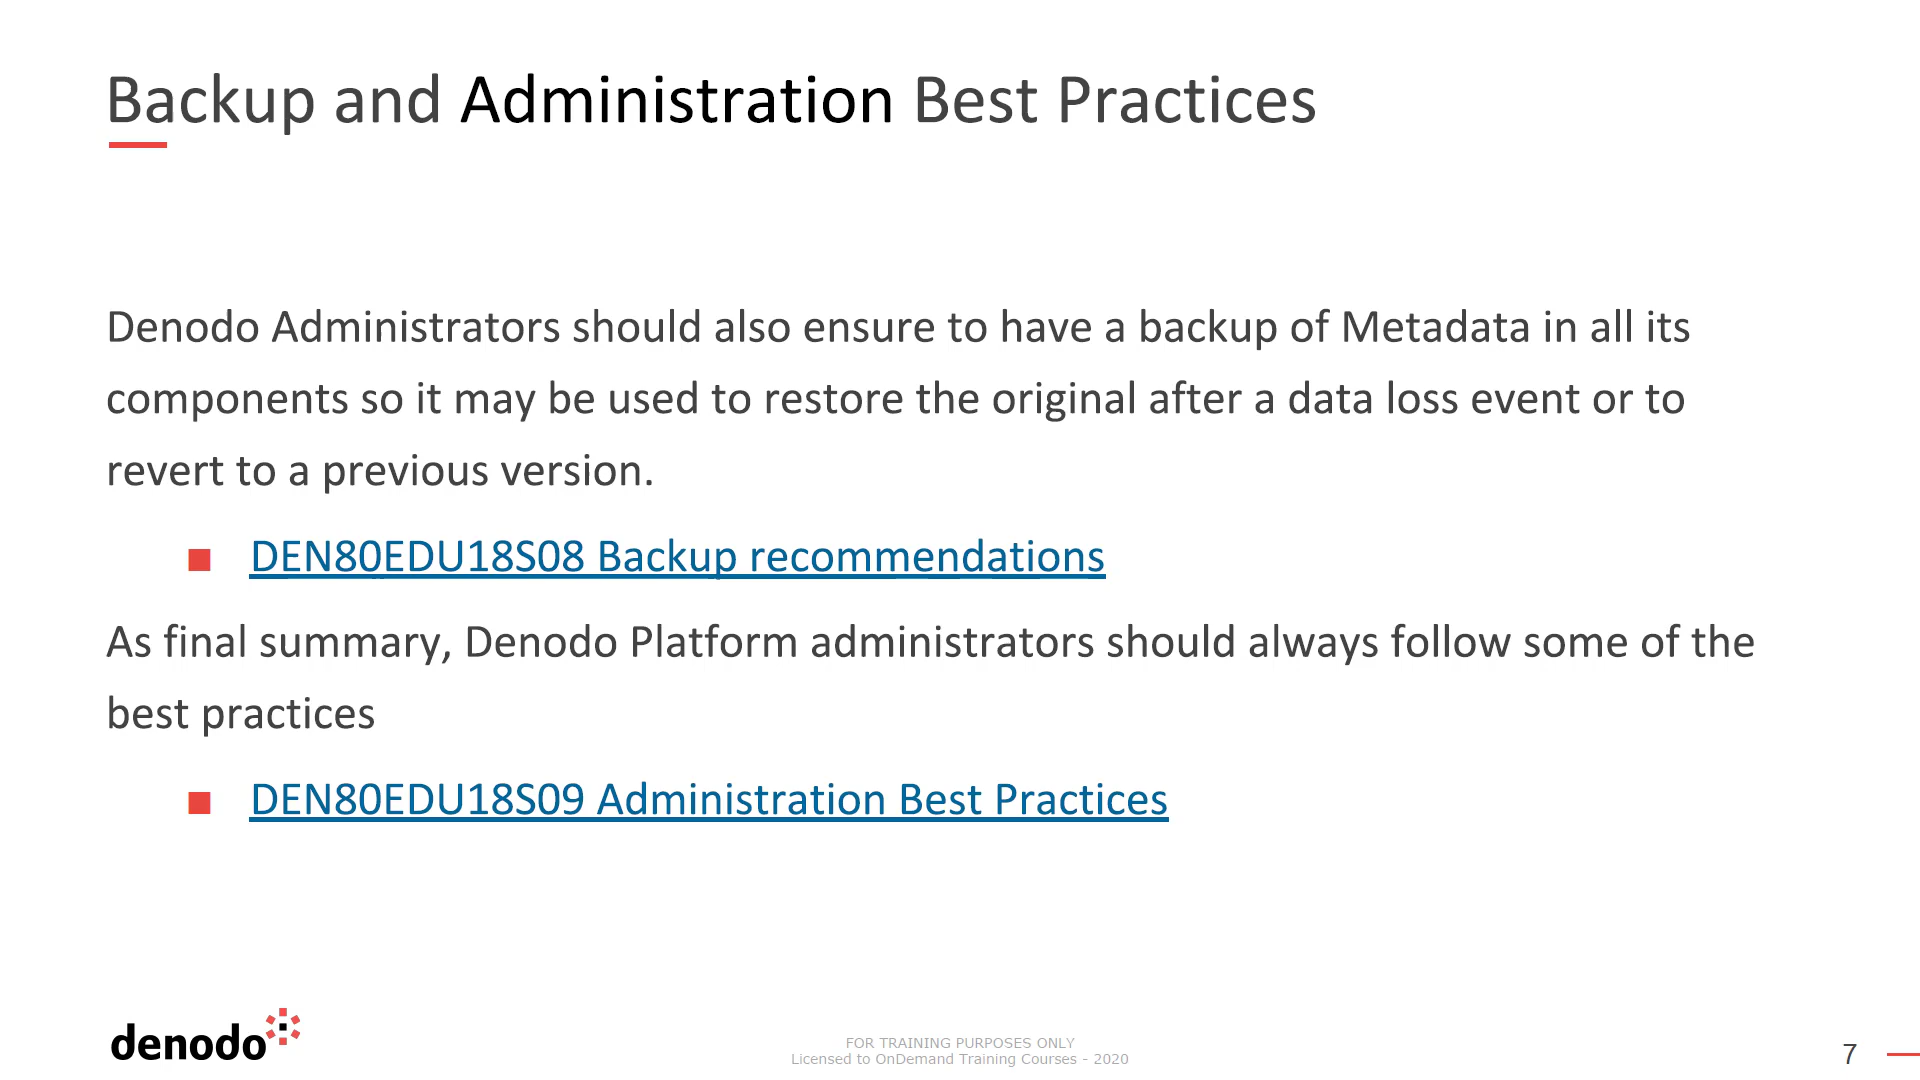 Backup and Administration Best Practices
Denodo Administrators should also ensure to have a backup of Metadata in all its
components so it may be used to restore the original after a data loss event or to
revert to a previous version.
DEN80EDU18S08 Backup recommendations
As final summary, Denodo Platform administrators should always follow some of the
best practices
DEN80EDU18S09 Administration Best Practices
denodo
FOR TRAINING PURPOSES ONLY
Licensed to OnDemand Training Courses - 2020
7